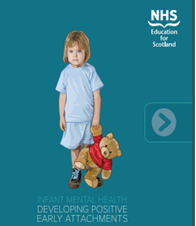 NHS
Education
for
Scotland
INFANT MENTAL HEALTH
DEVELOPING POSITIVE
EARLY ATTACHMENTS